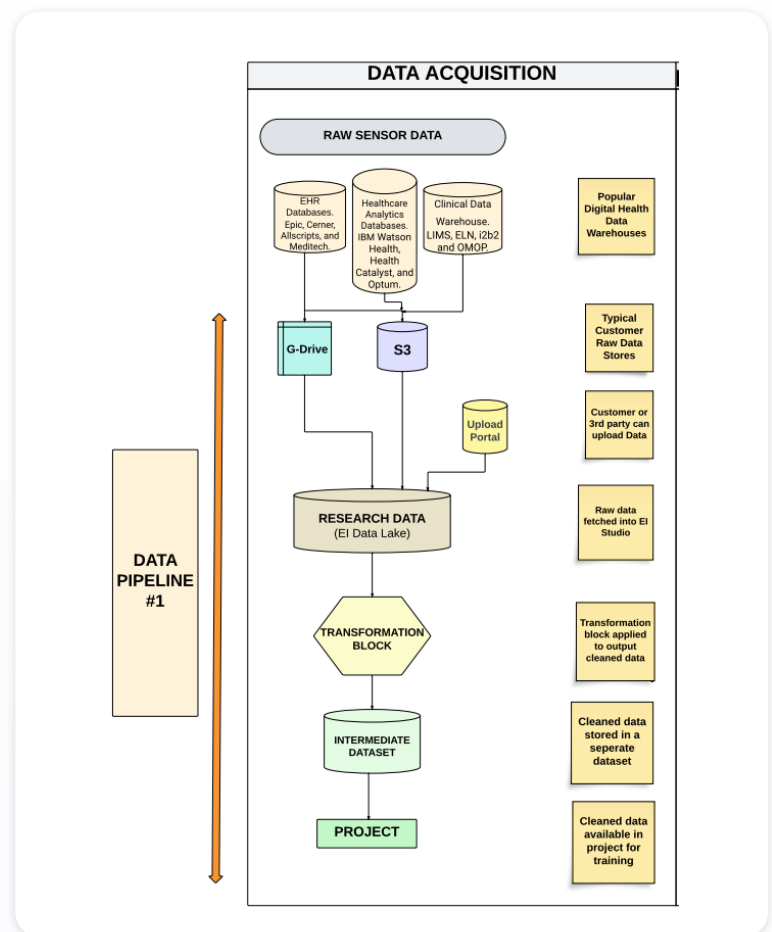 DATA ACQUISITION
RAW SENSOR DATA
EHR
Databases.
Epic, Cerner,
Allscripts, and
Meditech.
Healthcare
Analytics
Databases.
IBM Watson
Health,
Health
Catalyst, and
Optum.
Clinical Data
Warehouse.
LIMS, ELN, i2b2
and OMOP.
Popular
Digital Health
Data
Warehouses
G-Drive
S3
Typical
Customer
Raw Data
Stores
Upload
Portal
Customer or
3rd party can
upload Data
RESEARCH DATA
(EI Data Lake)
Raw data
fetched into EI
Studio
DATA
PIPELINE
#1
TRANSFORMATION
BLOCK
Transformation
block applied
to output
cleaned data
INTERMEDIATE
DATASET
Cleaned data
stored in a
seperate
dataset
PROJECT
Cleaned data
available in
project for
training